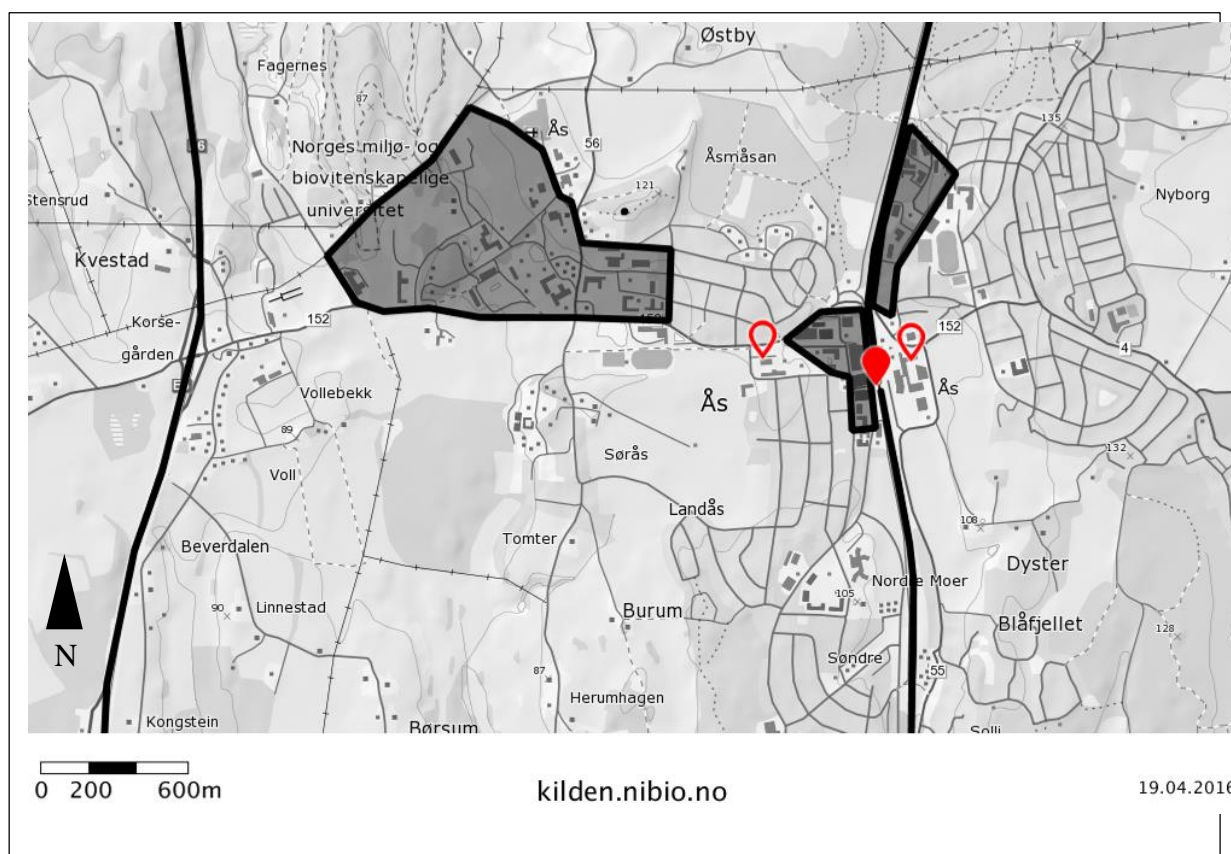 Østby
Fagernes
87
135
Ås
56
Norges miljø- og
biovitenskapelige
universitet
Åsmåsan
121
Nyborg
Stensrud
Kvestad
152
152
Korse-
gården
4
Vollebekk
Ås
Ås
89
Sørås
132
Voll
Landås
108
Tomter
Beverdalen
Dyster
Nordre Moer
105
90
Linnestad
Burum
Blåfjellet
128
Søndre
87
55
Herumhagen
Kongstein
Børsum
Solli
N
0 200 600m
kilden.nibio.no
19.04.2016